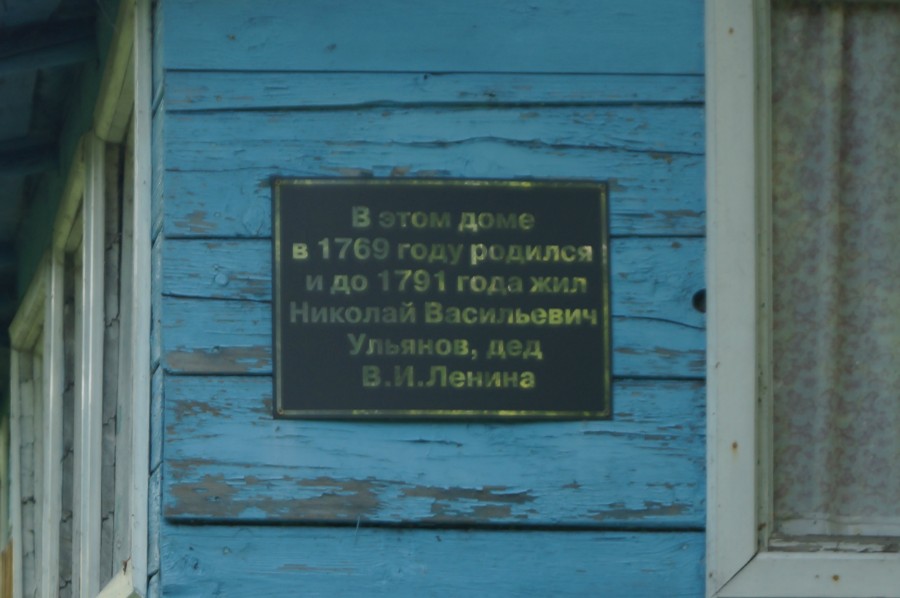 В этом доме
в 1769 году родился
и до 1791 года жил
Николай Васильевич
Ульянов, дед
В.И.Ленина